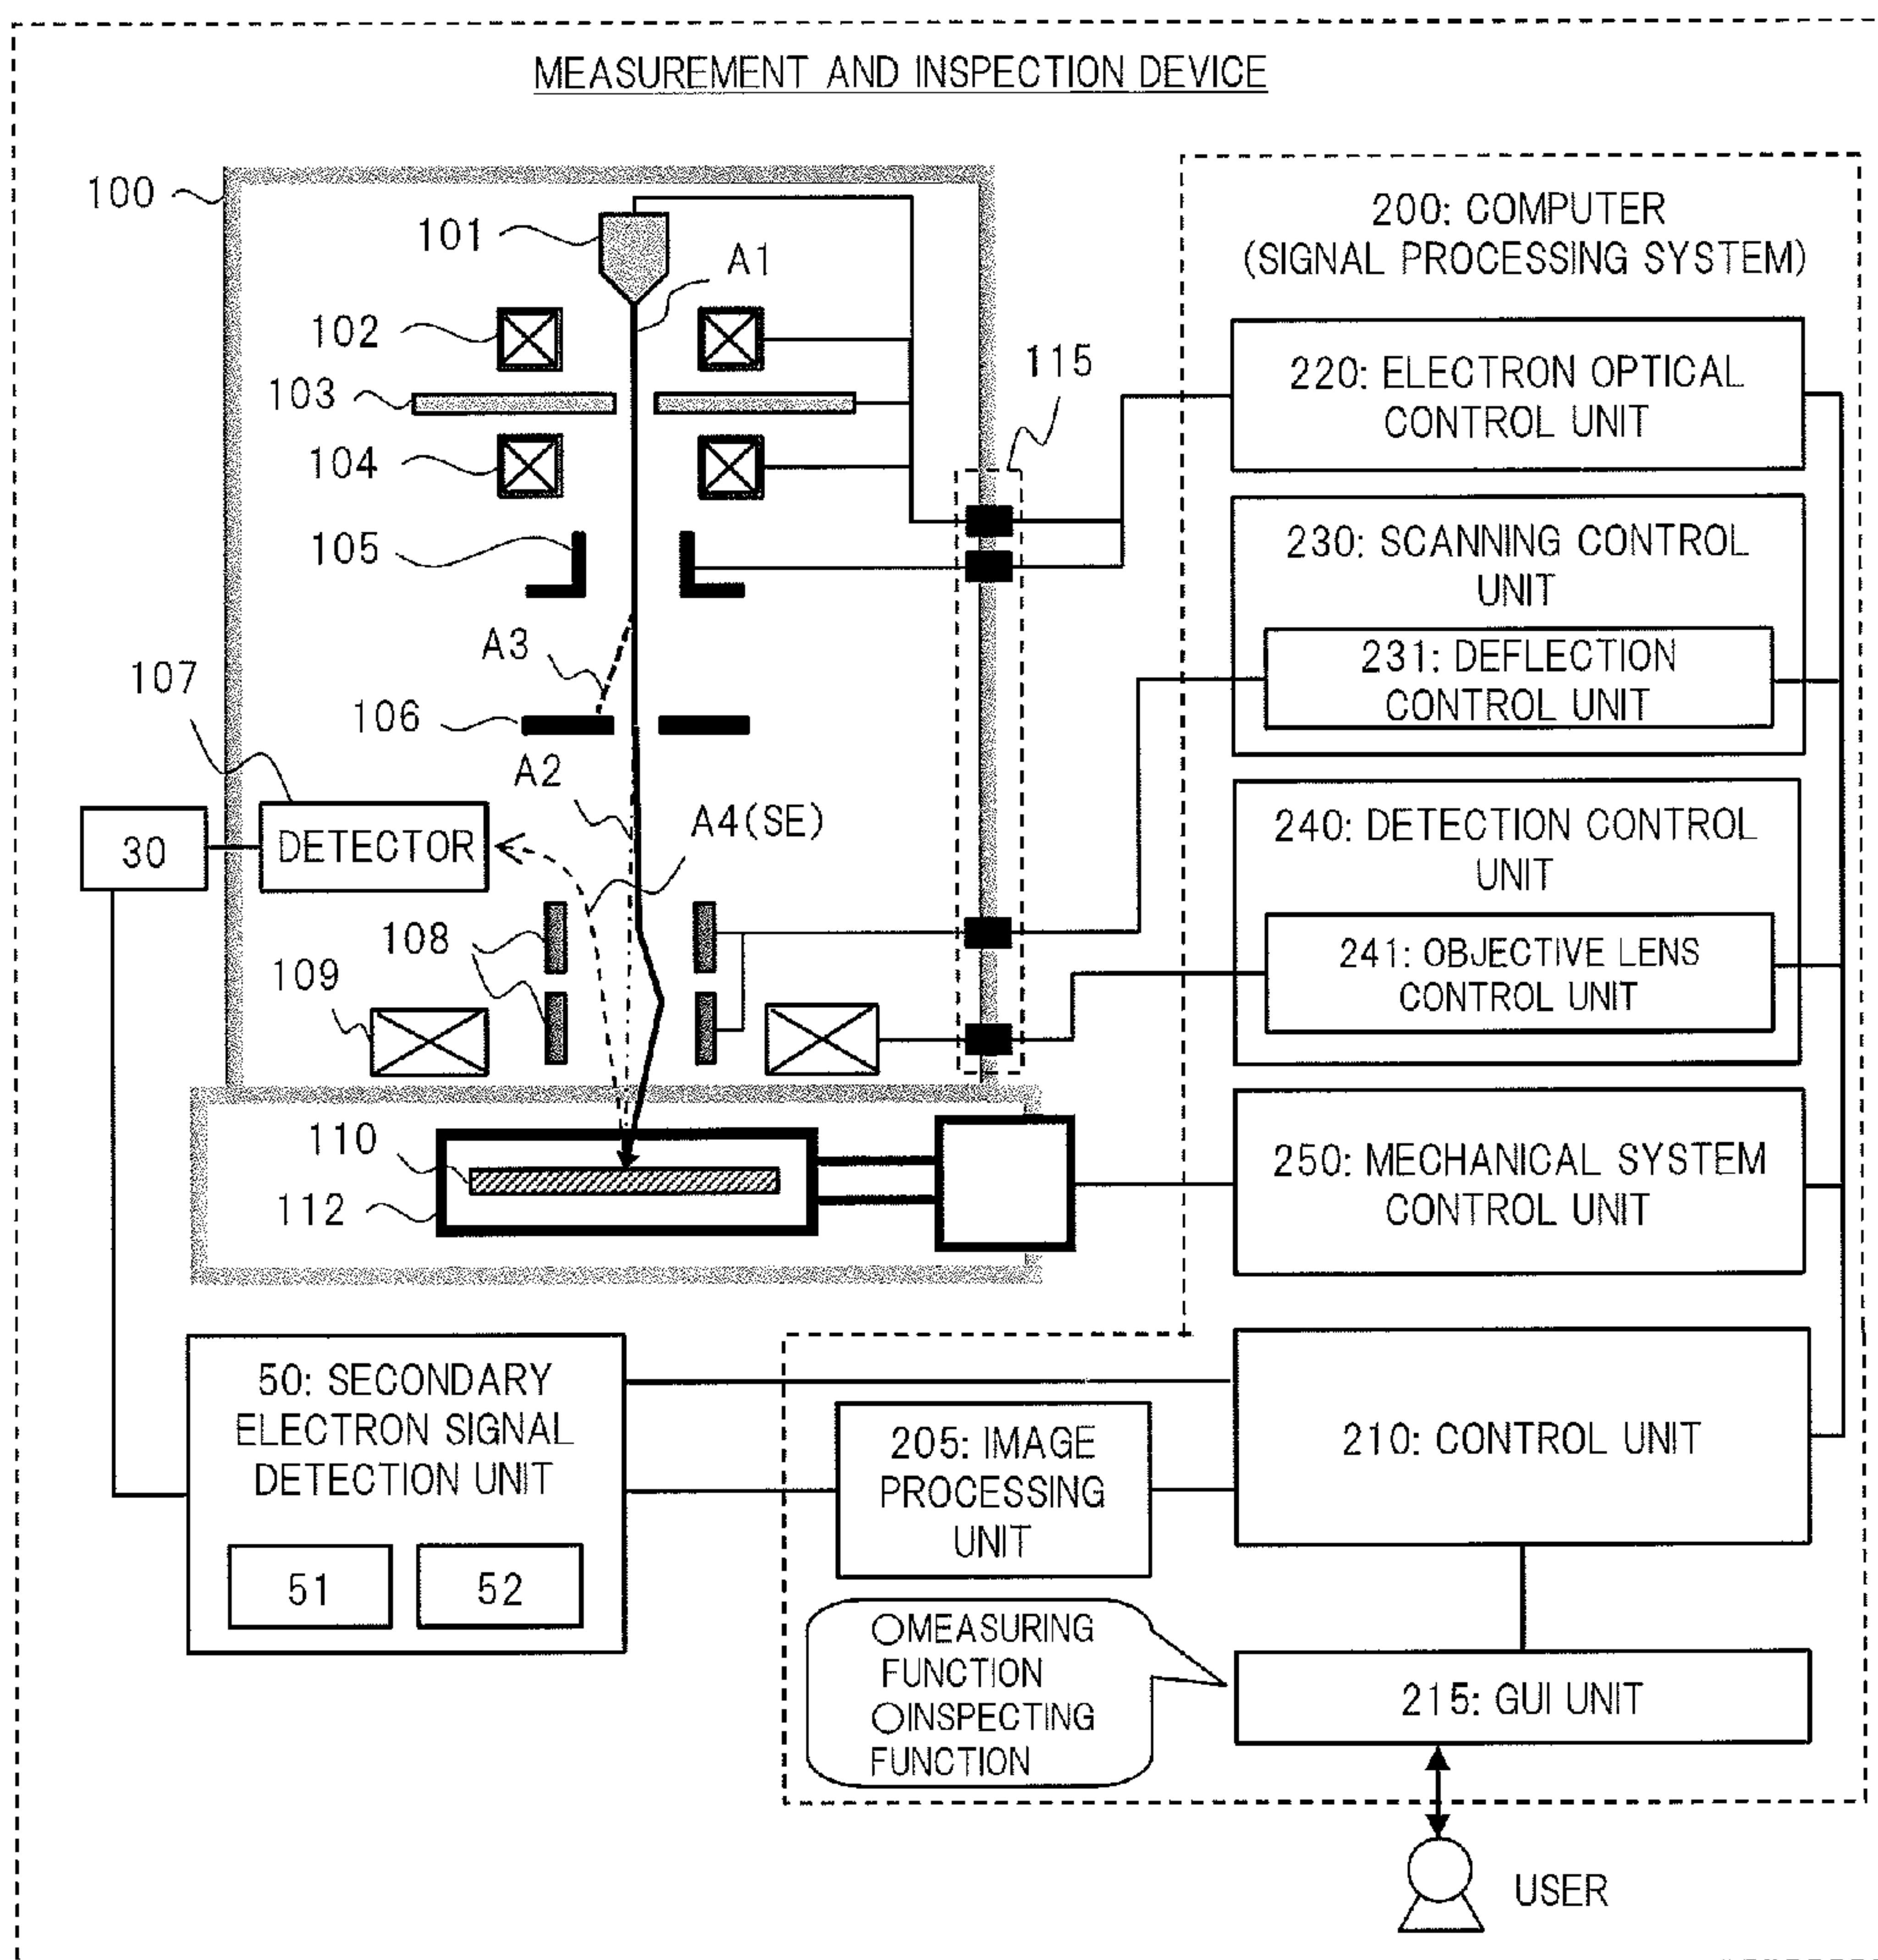 MEASUREMENT AND INSPECTION DEVICE
100
101
A1
102
103
104
105
115
A3
107
106
A2
A4(SE)
30
DETECTOR
108
109
110
112
200: COMPUTER
(SIGNAL PROCESSING SYSTEM)
220: ELECTRON OPTICAL
CONTROL UNIT
230: SCANNING CONTROL
UNIT
231: DEFLECTION
CONTROL UNIT
240: DETECTION CONTROL
UNIT
241: OBJECTIVE LENS
CONTROL UNIT
250: MECHANICAL SYSTEM
CONTROL UNIT
50: SECONDARY
ELECTRON SIGNAL
DETECTION UNIT
51
52
205: IMAGE
PROCESSING
UNIT
210: CONTROL UNIT
○MEASURING
FUNCTION
○INSPECTING
FUNCTION
215: GUI UNIT
USER